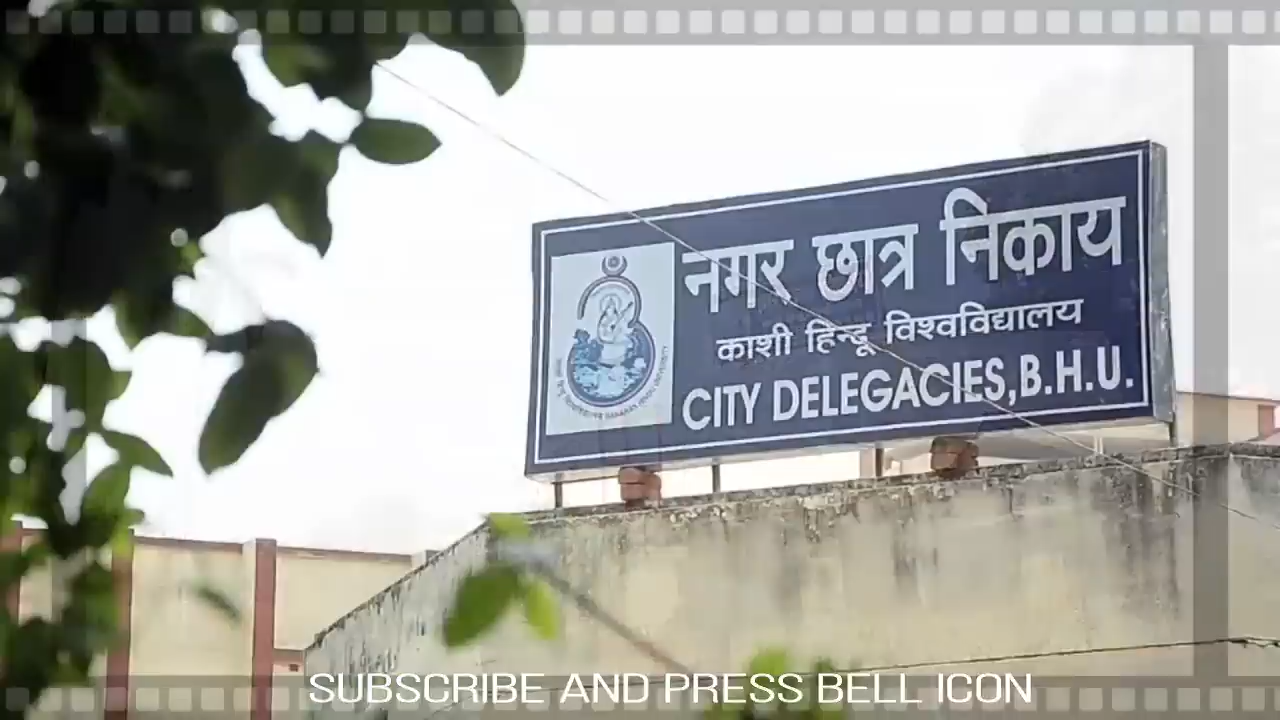 नगर छात्र निकाय
काशी हिन्दू विश्वविद्यालय
CITY DELEGACIES, B.H.U.
SUBSCRIBE AND PRESS BELL ICON